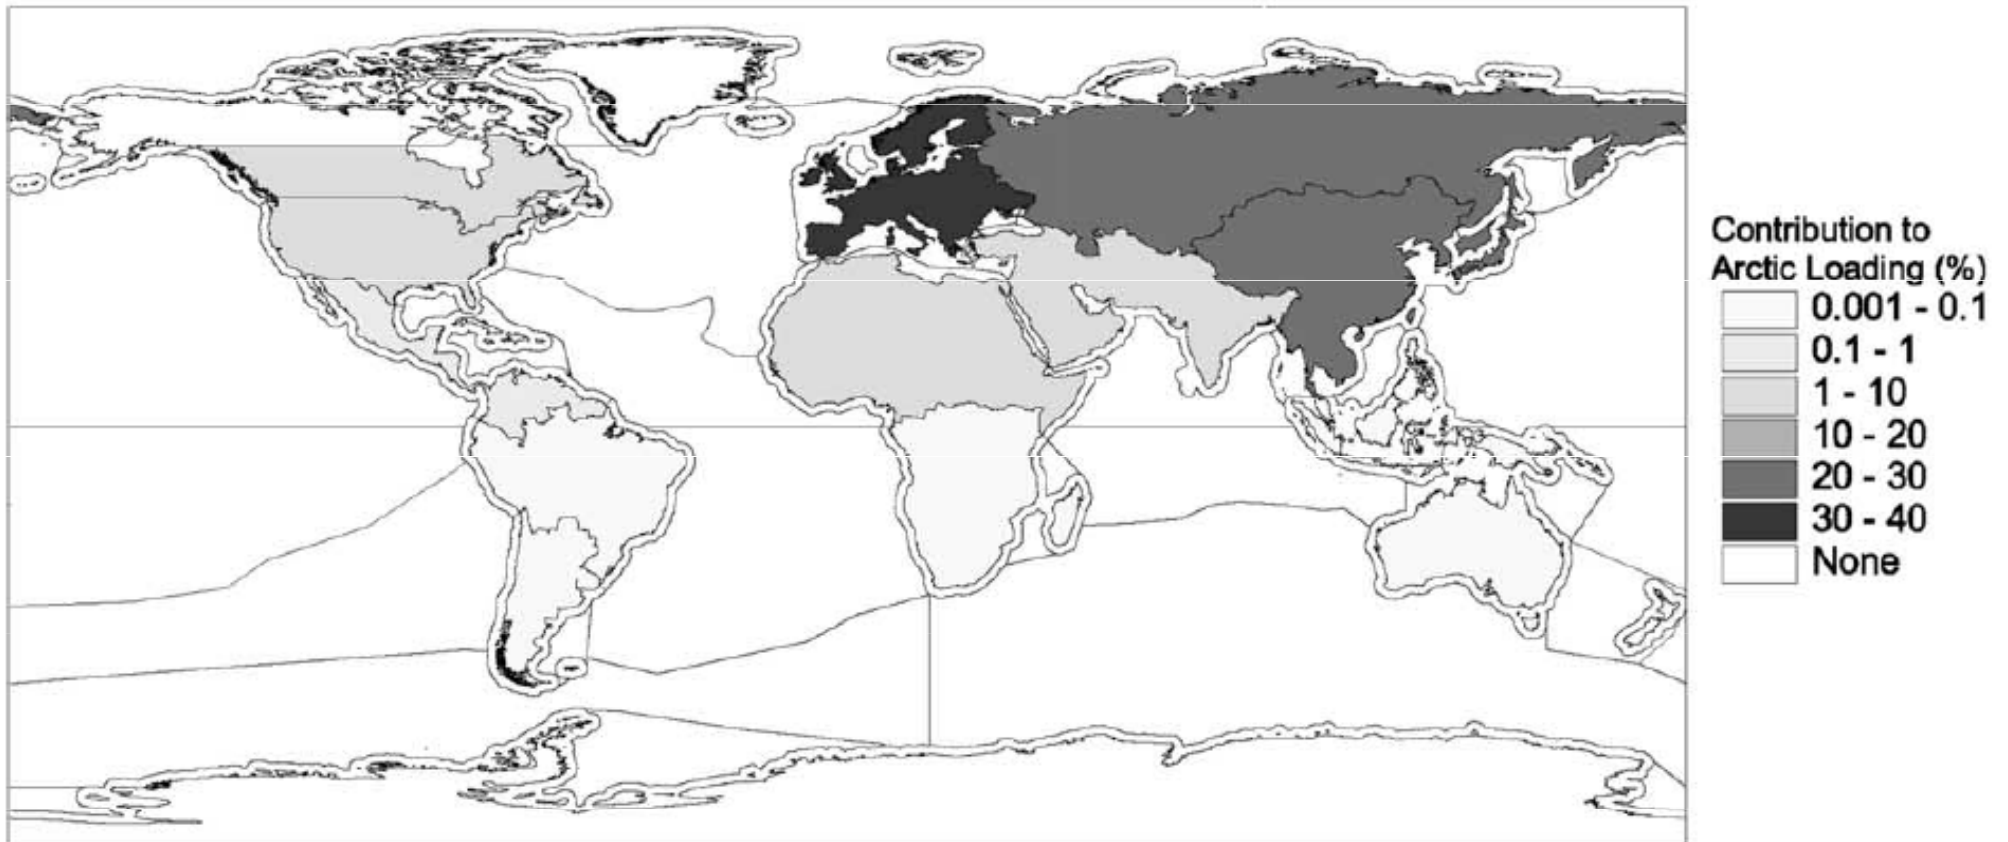 Contribution to
Arctic Loading (%)
0.001 - 0.1
0.1 - 1
1 - 10
10 - 20
20 - 30
30 - 40
None